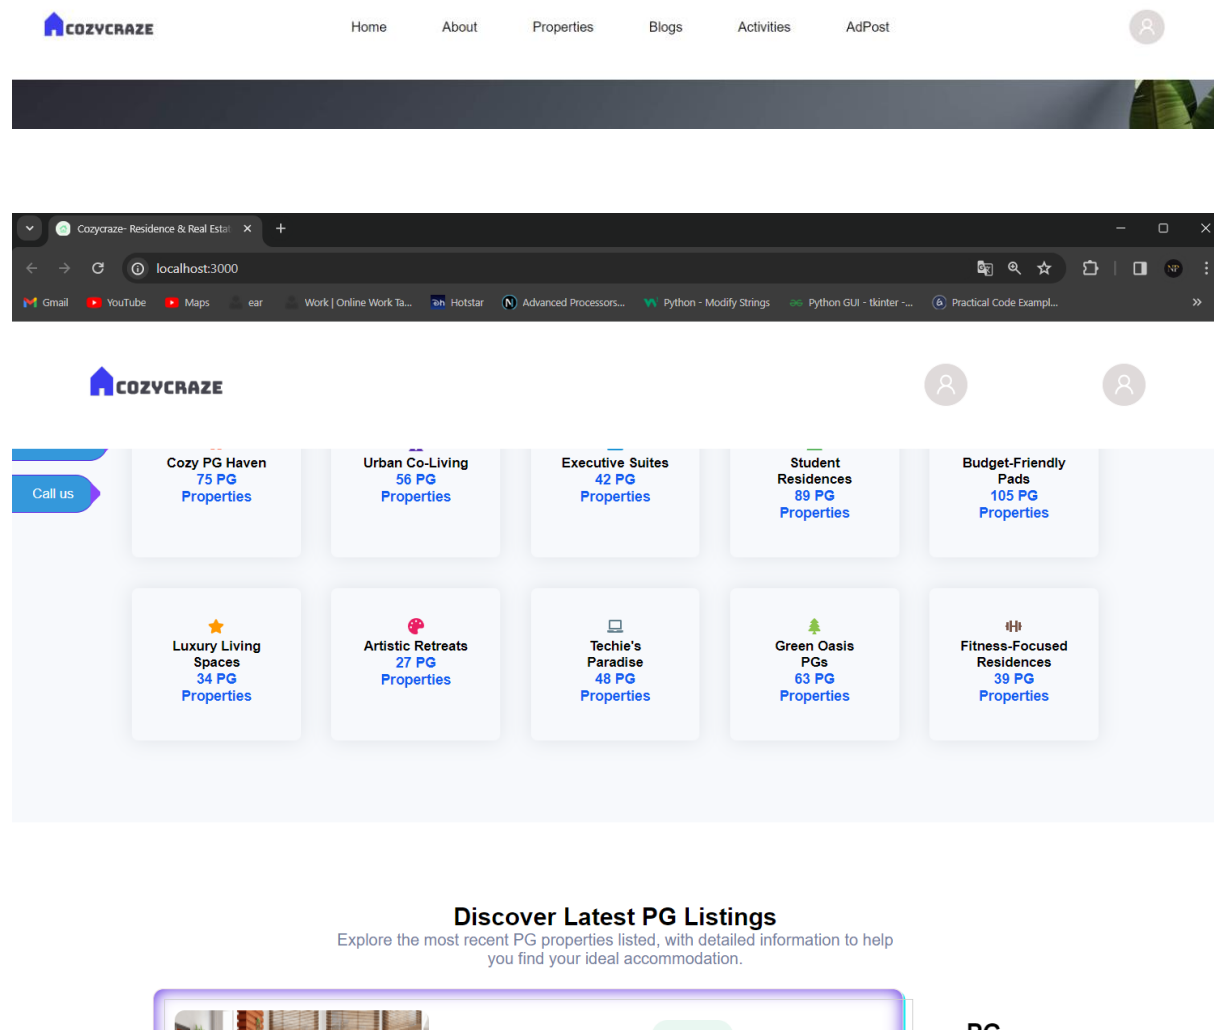 COZYCRAZE
Home About Properties Blogs Activities AdPost
Cozycraze- Residence & Real Estat
localhost:3000
Gmail YouTube Maps ear Work | Online Work Ta... Hotstar Advanced Processors... Python - Modify Strings Python GUI - tkinter -... Practical Code Exampl...
NP
COZYCRAZE
Call us
Cozy PG Haven
75 PG
Properties
Urban Co-Living
56 PG
Properties
Executive Suites
42 PG
Properties
Student
Residences
89 PG
Properties
Budget-Friendly
Pads
105 PG
Properties
Luxury Living
Spaces
34 PG
Properties
Artistic Retreats
27 PG
Properties
Techie's
Paradise
48 PG
Properties
Green Oasis
PGs
63 PG
Properties
Fitness-Focused
Residences
39 PG
Properties
Discover Latest PG Listings
Explore the most recent PG properties listed, with detailed information to help
you find your ideal accommodation.
PG